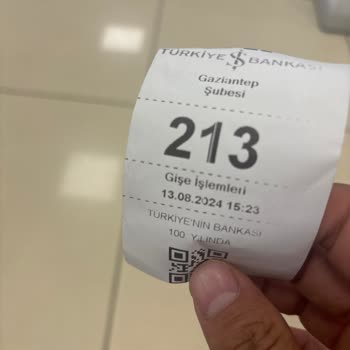 TÜRKİYE İŞ BANKASI
Gaziantep
Şubesi
213
Gişe İşlemleri
13.08.2024 15:23
TÜRKİYE'NİN BANKASI
100 YILINDA